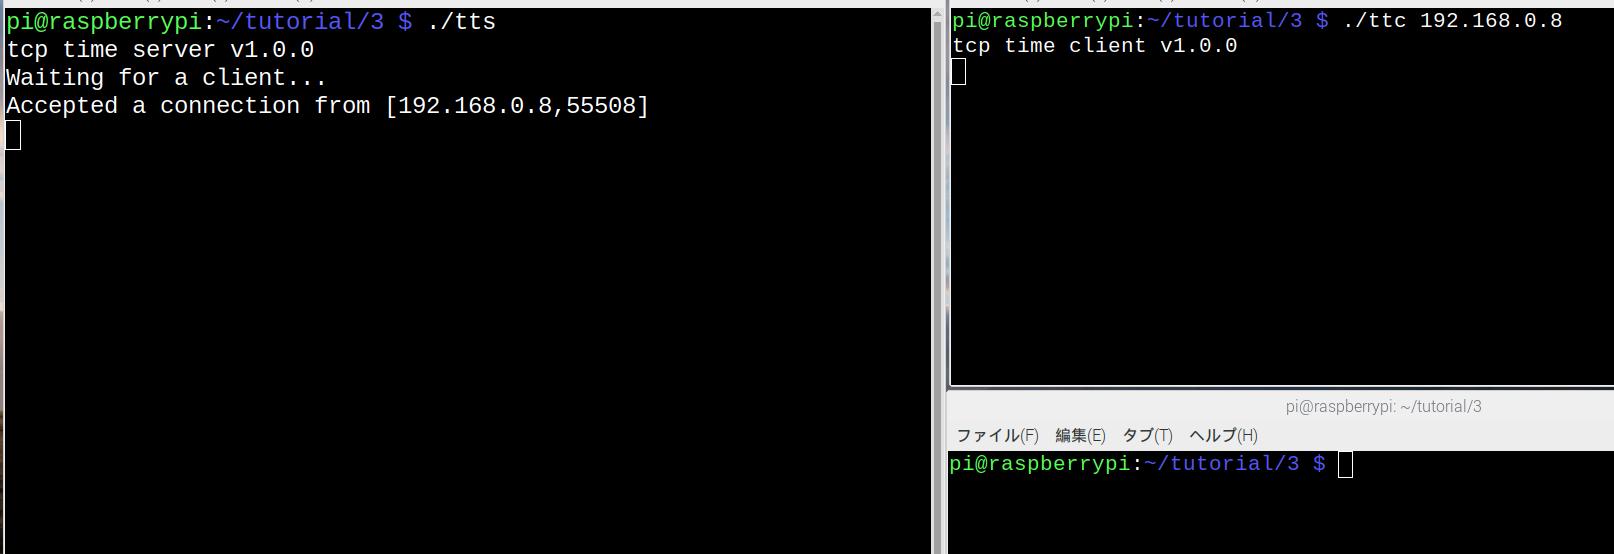 pi@raspberrypi:~/tutorial/3 $ ./tts
tcp time server v1.0.0
Waiting for a client...
Accepted a connection from [192.168.0.8,55508]
pi@raspberrypi:~/tutorial/3 $ ./ttc 192.168.0.8
tcp time client v1.0.0
pi@raspberrypi: ~/tutorial/3
ファイル(F) 編集(E) タブ(T) ヘルプ(H)
pi@raspberrypi:~/tutorial/3 $